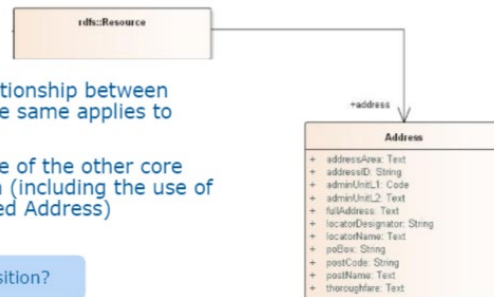 rdfs::Resource
tionship between
e same applies to
+address
Address
e of the other core
(including the use of
ed Address)
+ addressArea: Text
+ addressID: String
+ adminUnitL1: Code
+ adminUnitL2: Text
+ fullAddress: Text
+ locatorDesignator: String
+ locatorName: Text
+ poBox: String
+ postCode: String
+ postName: Text
+ thoroughfare: Text
sition?